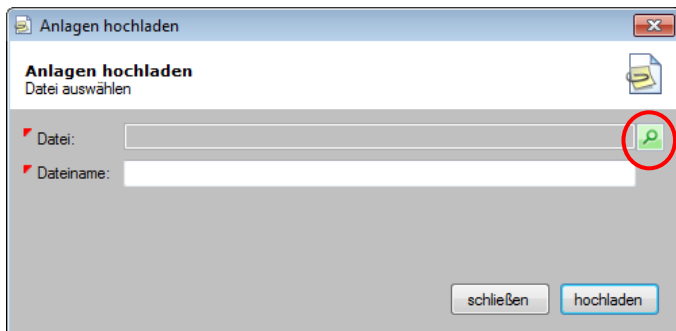 Anlagen hochladen
Anlagen hochladen
Datei auswählen
Datei:
Dateiname:
schließen hochladen